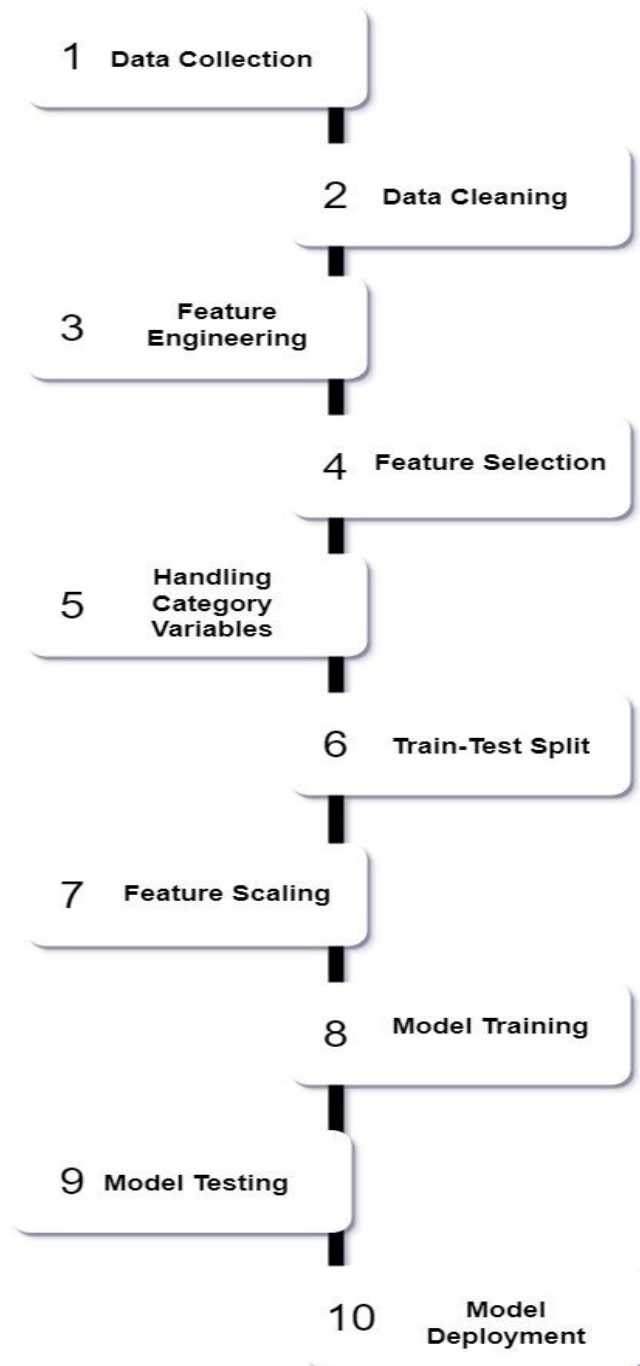 1 Data Collection
2 Data Cleaning
3 Feature
Engineering
4 Feature Selection
5 Handling
Category
Variables
6 Train-Test Split
7 Feature Scaling
8 Model Training
9 Model Testing
10 Model
Deployment